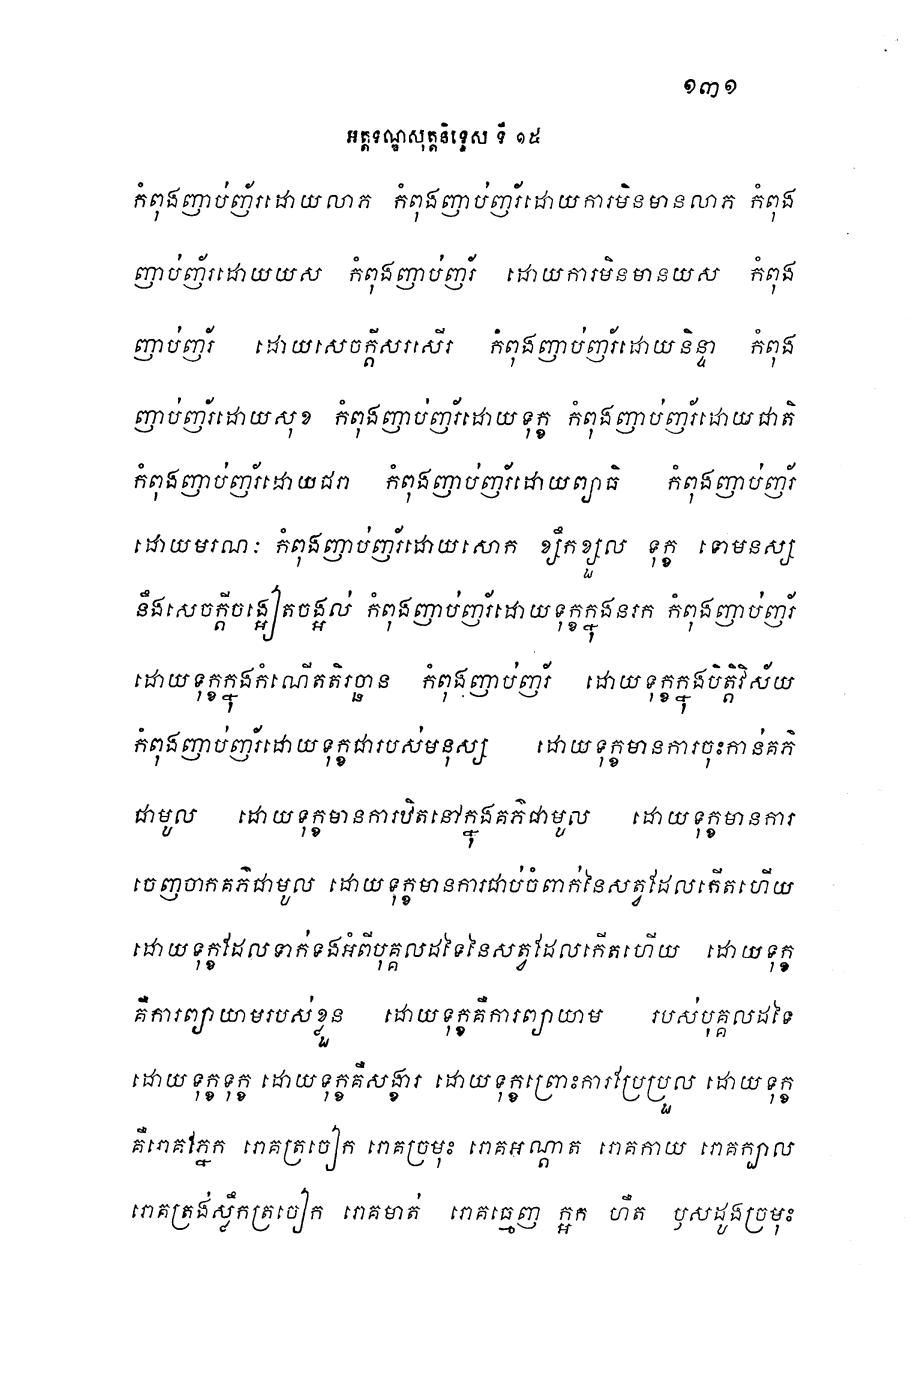 ១៣១
អត្តទណ្ឌសុត្តនិទ្ទេស ទី ១៥
កំពុងញាប់ញ័រដោយលាភ កំពុងញាប់ញ័រដោយការមិនមានលាភ កំពុង
ញាប់ញ័រដោយយស កំពុងញាប់ញ័រ ដោយការមិនមានយស កំពុង
ញាប់ញ័រ ដោយសេចក្តីសរសើរ កំពុងញាប់ញ័រដោយនិន្ទា កំពុង
ញាប់ញ័រដោយសុខ កំពុងញាប់ញ័រដោយទុក្ខ កំពុងញាប់ញ័រដោយជាតិ
កំពុងញាប់ញ័រដោយជរា កំពុងញាប់ញ័រដោយព្យាធិ កំពុងញាប់ញ័រ
ដោយមរណៈ កំពុងញាប់ញ័រដោយសោក ខ្សឹកខ្សួល ទុក្ខ ទោមនស្ស
នឹងសេចក្តីចង្អៀតចង្អល់ កំពុងញាប់ញ័រដោយទុក្ខក្នុងនរក កំពុងញាប់ញ័រ
ដោយទុក្ខក្នុងកំណើតតិរច្ឆាន កំពុងញាប់ញ័រ ដោយទុក្ខក្នុងបិត្តិវិស័យ
កំពុងញាប់ញ័រដោយទុក្ខជារបស់មនុស្ស ដោយទុក្ខមានការចុះកាន់គភ៌
ជាមូល ដោយទុក្ខមានការឋិតនៅក្នុងគភ៌ជាមូល ដោយទុក្ខមានការ
ចេញចាកគភ៌ជាមូល ដោយទុក្ខមានការជាប់ចំពាក់នៃសត្វដែលកើតហើយ
ដោយទុក្ខដែលទាក់ទងអំពីបុគ្គលដទៃនៃសត្វដែលកើតហើយ ដោយទុក្ខ
គឺការព្យាយាមរបស់ខ្លួន ដោយទុក្ខគឺការព្យាយាម របស់បុគ្គលដទៃ
ដោយទុក្ខទុក្ខ ដោយទុក្ខគឺសង្ខារ ដោយទុក្ខព្រោះការប្រែប្រួល ដោយទុក្ខ
គឺរោគភ្នែក រោគត្រចៀក រោគច្រមុះ រោគអណ្តាត រោគកាយ រោគក្បាល
រោគត្រង់ស្លឹកត្រចៀក រោគមាត់ រោគធ្មេញ ក្អក ហឺត ឫសដូងច្រមុះ